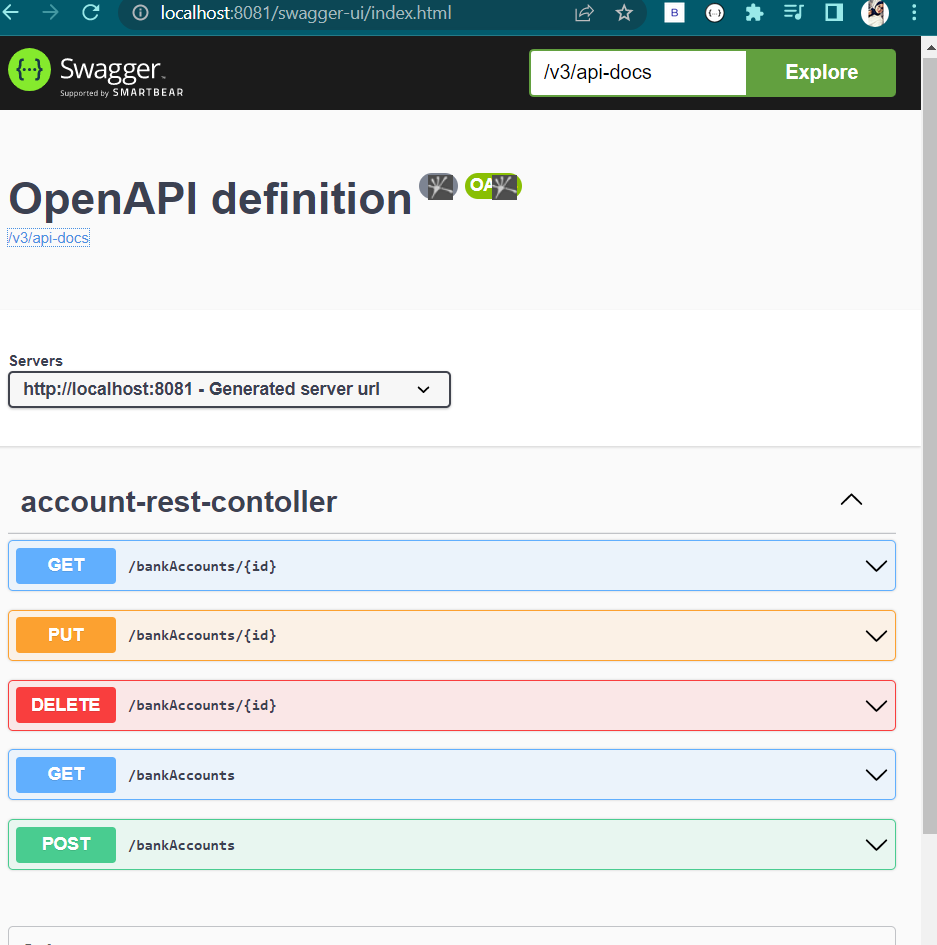 localhost:8081/swagger-ui/index.html
B
{··}
{···} Swagger
Supported by SMARTBEAR
/v3/api-docs
Explore
OpenAPI definition
OA
/v3/api-docs
Servers
http://localhost:8081 - Generated server url
account-rest-contoller
GET /bankAccounts/{id}
PUT /bankAccounts/{id}
DELETE /bankAccounts/{id}
GET /bankAccounts
POST /bankAccounts